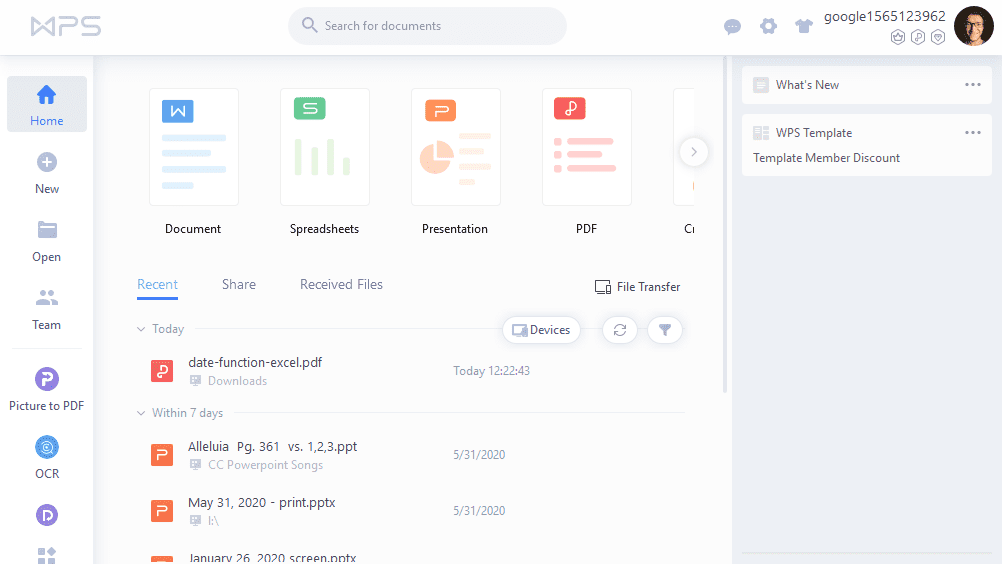 WPS
Search for documents
google1565123962
Home
New
Open
Team
Picture to PDF
OCR
Document
Spreadsheets
Presentation
PDF
Cr
Recent
Share
Received Files
File Transfer
Today
Devices
date-function-excel.pdf
Downloads
Today 12:22:43
Within 7 days
Alleluia Pg. 361 vs. 1,2,3.ppt
CC Powerpoint Songs
5/31/2020
May 31, 2020 - print.pptx
I:\
5/31/2020
January 26, 2020 screen.pptx
What's New
WPS Template
Template Member Discount